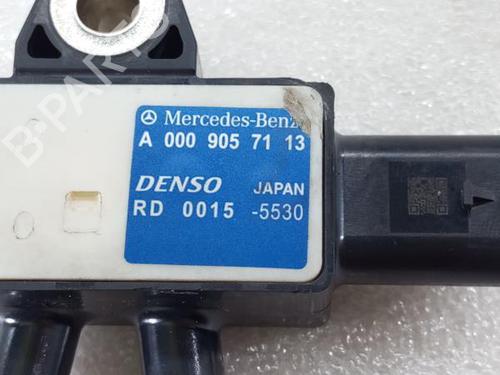 Mercedes-Benz
A 000 905 71 13
DENSO JAPAN
RD 0015 -5530
B-PARTS